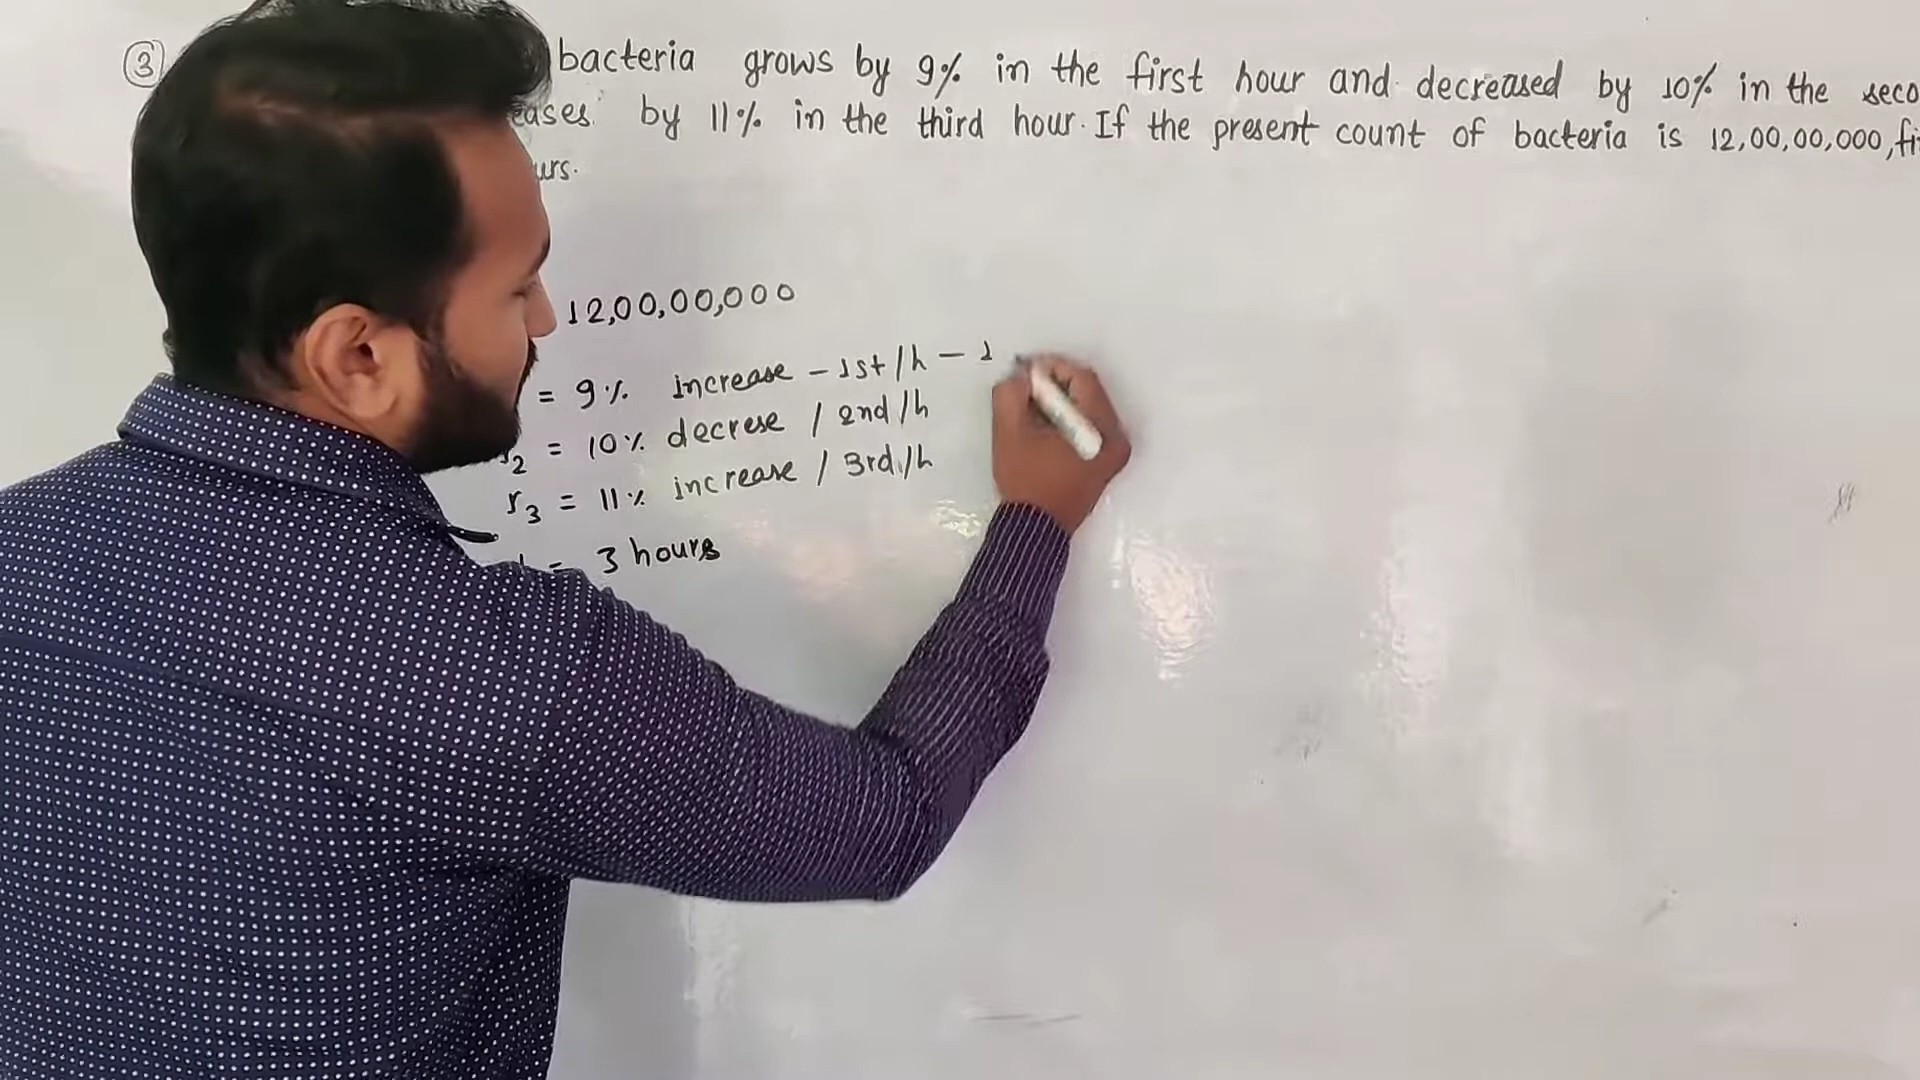 ③ bacteria grows by 9% in the first hour and decreased by 10% in the seco
eases by 11% in the third hour. If the present count of bacteria is 12,00,00,000, fi
urs.
12,00,00,000
= 9% increase - 1st/h - 1
r2 = 10% decrese / 2nd/h
r3 = 11% increase / 3rd/h
= 3 hours